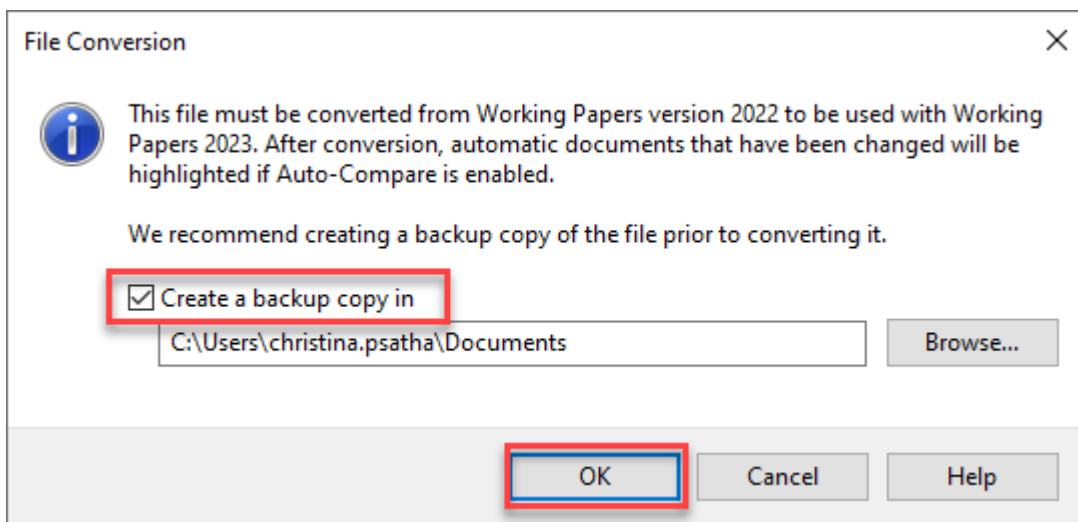 File Conversion
This file must be converted from Working Papers version 2022 to be used with Working
Papers 2023. After conversion, automatic documents that have been changed will be
highlighted if Auto-Compare is enabled.
We recommend creating a backup copy of the file prior to converting it.
Create a backup copy in
C:\Users\christina.psatha\Documents
Browse...
OK
Cancel
Help